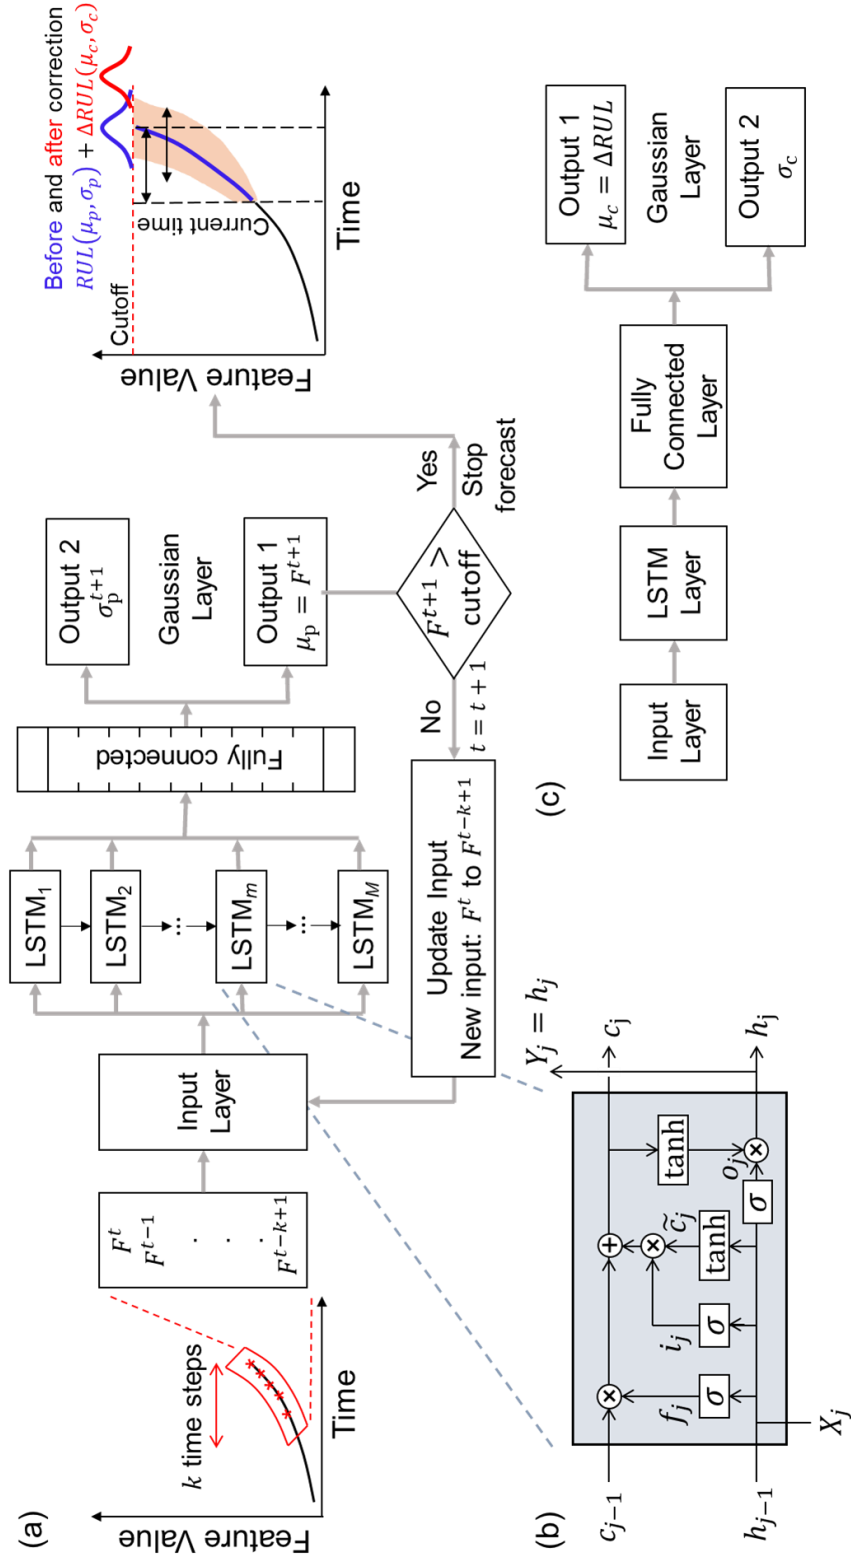 (a)
Feature Value
k time steps
Time
F^t
F^{t−1}
.
.
.
F^{t−k+1}
Input
Layer
LSTM_1
LSTM_2
...
LSTM_m
...
LSTM_M
Fully connected
Output 2
σ_p^{t+1}
Gaussian
Layer
Output 1
μ_p = F^{t+1}
F^{t+1} >
cutoff
No
t = t + 1
Yes
Stop
forecast
Update Input
New input: F^t to F^{t−k+1}
Before and after correction
RUL(μ_p, σ_p) + ΔRUL(μ_c, σ_c)
Cutoff
Current time
Feature Value
Time
(b)
c_{j−1}
h_{j−1}
X_j
f_j
σ
i_j
σ
c̃_j
tanh
o_j
σ
tanh
×
+
×
×
Y_j = h_j
c_j
h_j
(c)
Input
Layer
LSTM
Layer
Fully
Connected
Layer
Output 1
μ_c = ΔRUL
Gaussian
Layer
Output 2
σ_c